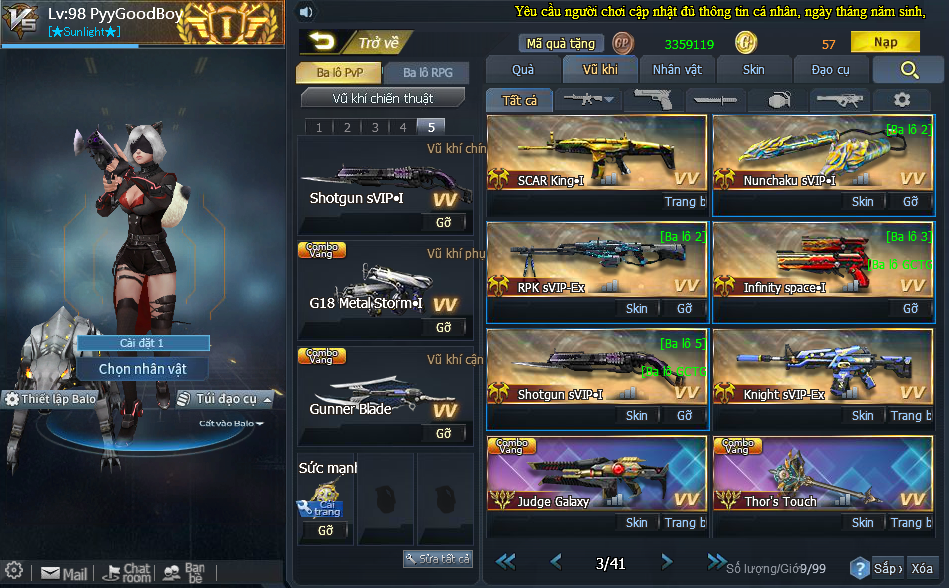 Lv:98 PyyGoodBoy
[★Sunlight★]
Yêu cầu người chơi cập nhật đủ thông tin cá nhân, ngày tháng năm sinh,
Trở về
Mã quà tặng
GP
3359119
57
Nạp
Ba lô PvP
Ba lô RPG
Quà
Vũ khí
Nhân vật
Skin
Đạo cụ
Vũ khí chiến thuật
Tất cả
1 2 3 4 5
Vũ khí chín
Shotgun sVIP•I
VV
Gỡ
Combo Vàng
Vũ khí phụ
G18 Metal Storm•I
VV
Gỡ
Combo Vàng
Vũ khí cận
Gunner Blade
VV
Gỡ
Sức mạnh
Cải trang
Gỡ
Sửa tất cả
SCAR King•I
VV
Trang b
[Ba lô 2]
Nunchaku sVIP•I
VV
Skin
Gỡ
[Ba lô 2]
RPK sVIP-Ex
VV
Skin
Gỡ
[Ba lô 3]
Infinity space•I
VV
Gỡ
[Ba lô 5]
Shotgun sVIP•I
VV
Skin
Gỡ
Knight sVIP-Ex
VV
Skin
Trang b
Combo Vàng
Judge Galaxy
VV
Skin
Trang b
Combo Vàng
Thor's Touch
VV
Skin
Trang b
3/41
Số lượng/Giớ9/99
?
Sắp x
Xóa
Cài đặt 1
Chọn nhân vật
Thiết lập Balo
Túi đạo cụ
Cất vào Balo
Mail
Chat room
Bạn bè